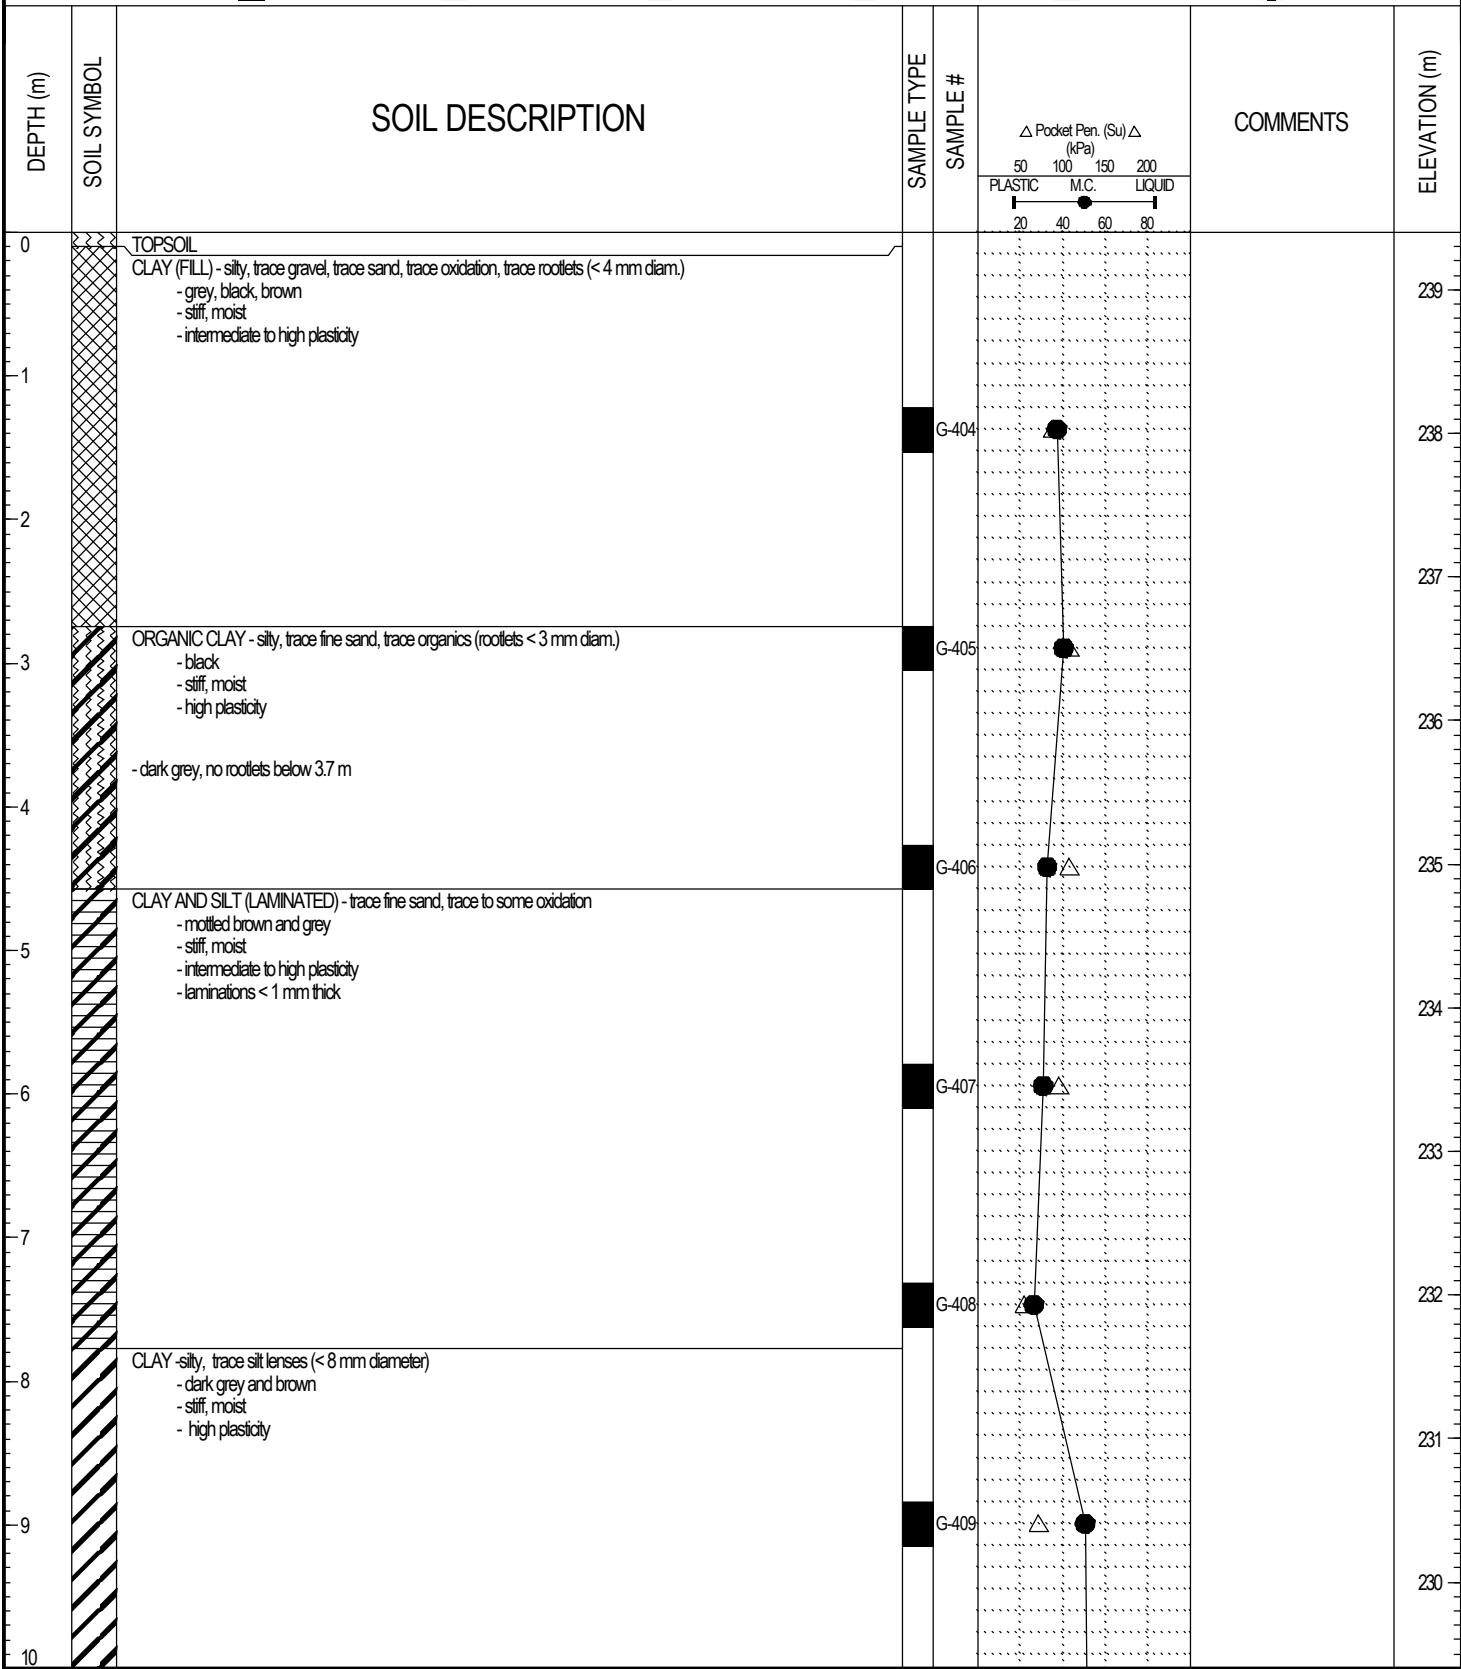 DEPTH (m)
SOIL SYMBOL
SOIL DESCRIPTION
SAMPLE TYPE
SAMPLE #
△ Pocket Pen. (Su) △
(kPa)
50 100 150 200
PLASTIC M.C. LIQUID
20 40 60 80
COMMENTS
ELEVATION (m)
0
TOPSOIL
CLAY (FILL) - silty, trace gravel, trace sand, trace oxidation, trace rootlets (< 4 mm diam.)
- grey, black, brown
239
- stiff, moist
- intermediate to high plasticity
1
G-404
238
2
237
ORGANIC CLAY - silty, trace fine sand, trace organics (rootlets < 3 mm diam.)
G-405
- black
3
- stiff, moist
- high plasticity
236
- dark grey, no rootlets below 3.7 m
4
G-406
235
CLAY AND SILT (LAMINATED) - trace fine sand, trace to some oxidation
- mottled brown and grey
- stiff, moist
5
- intermediate to high plasticity
- laminations < 1 mm thick
234
G-407
6
233
7
G-408
232
CLAY -silty, trace silt lenses (< 8 mm diameter)
- dark grey and brown
8
- stiff, moist
- high plasticity
231
G-409
9
230
10